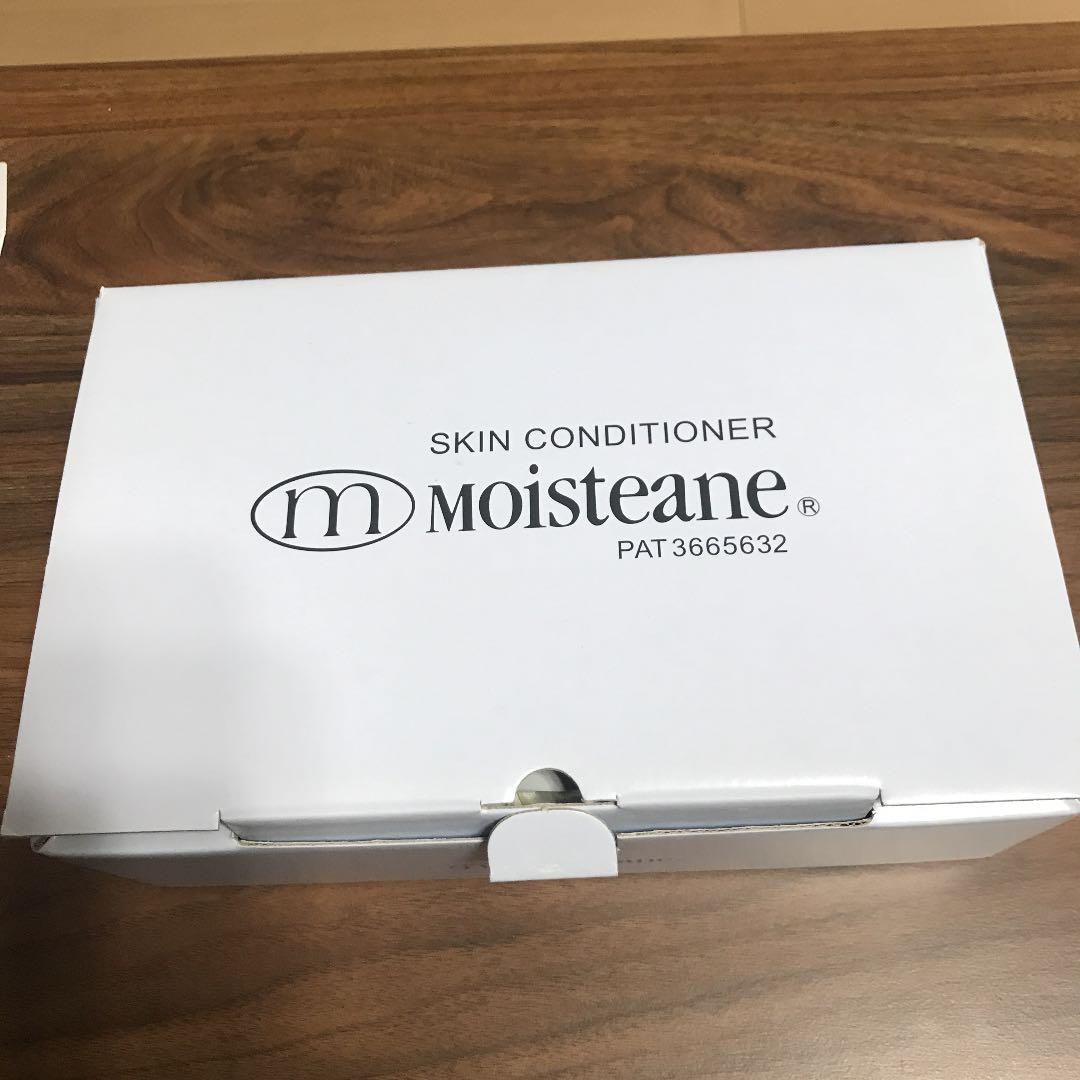 SKIN CONDITIONER
m Moisteane®
PAT 3665632